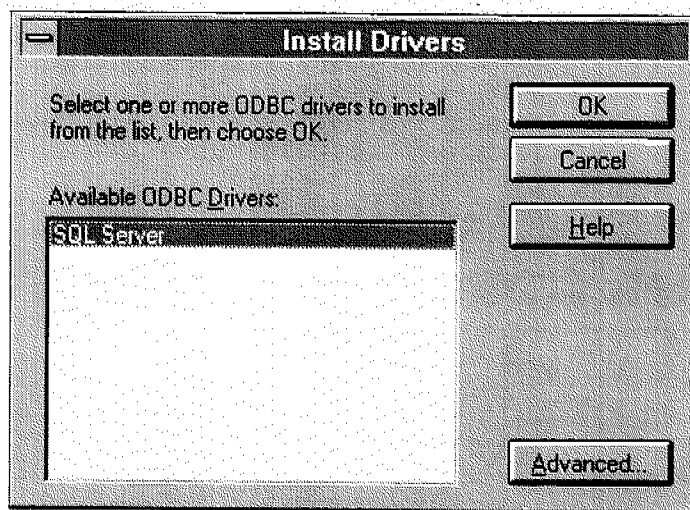 Install Drivers
Select one or more ODBC drivers to install
from the list, then choose OK.
OK
Cancel
Available ODBC Drivers:
Help
SQL Server
Advanced...